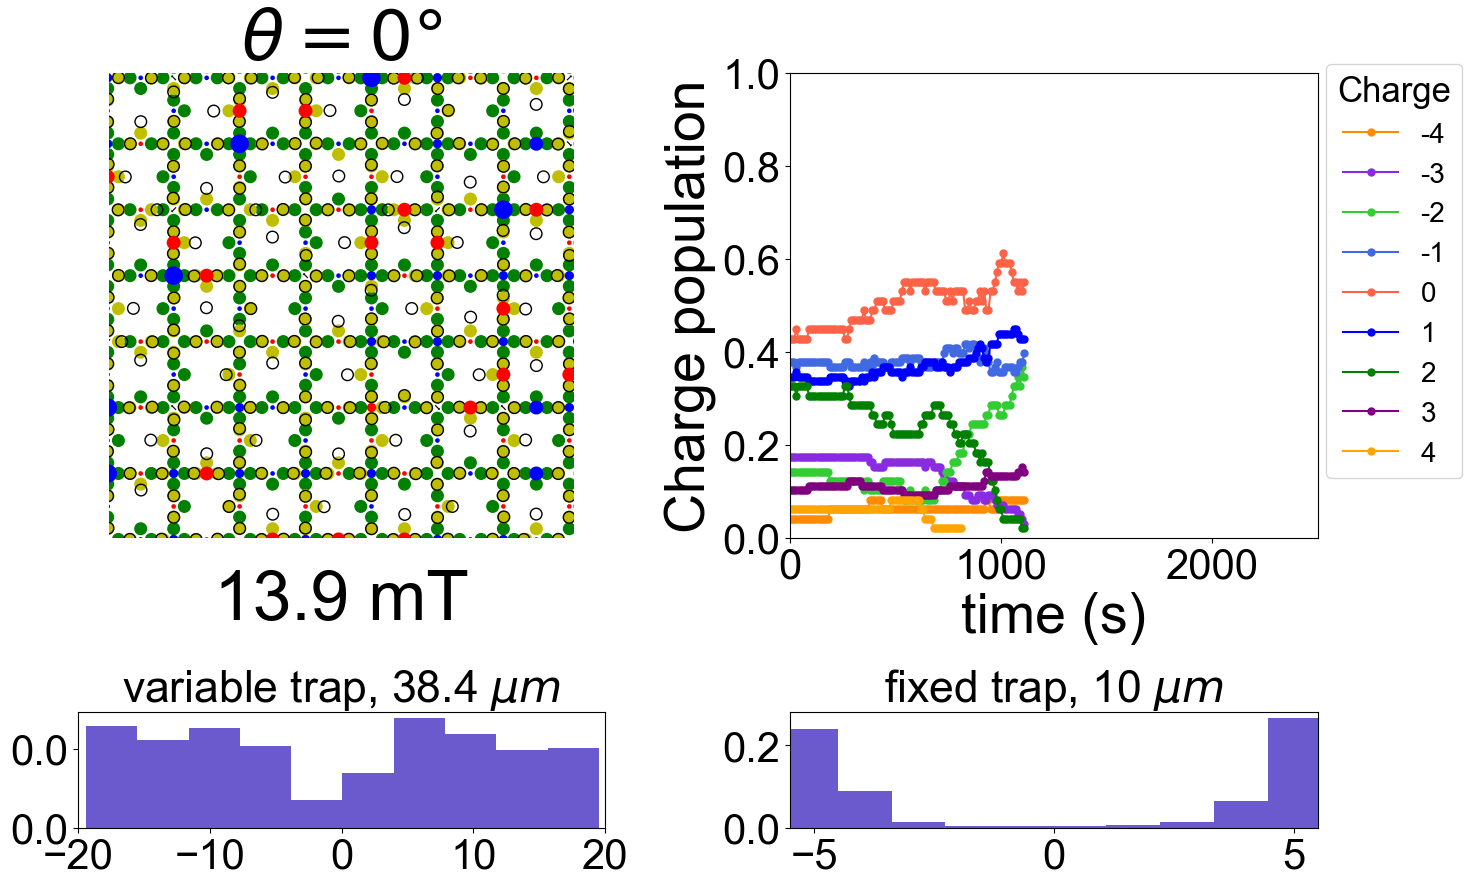 θ = 0°
13.9 mT
Charge population
1.0
0.8
0.6
0.4
0.2
0.0
0 1000 2000
time (s)
Charge
-4
-3
-2
-1
0
1
2
3
4
variable trap, 38.4 μm
0.0
0.0
−20 −10 0 10 20
fixed trap, 10 μm
0.2
0.0
−5 0 5